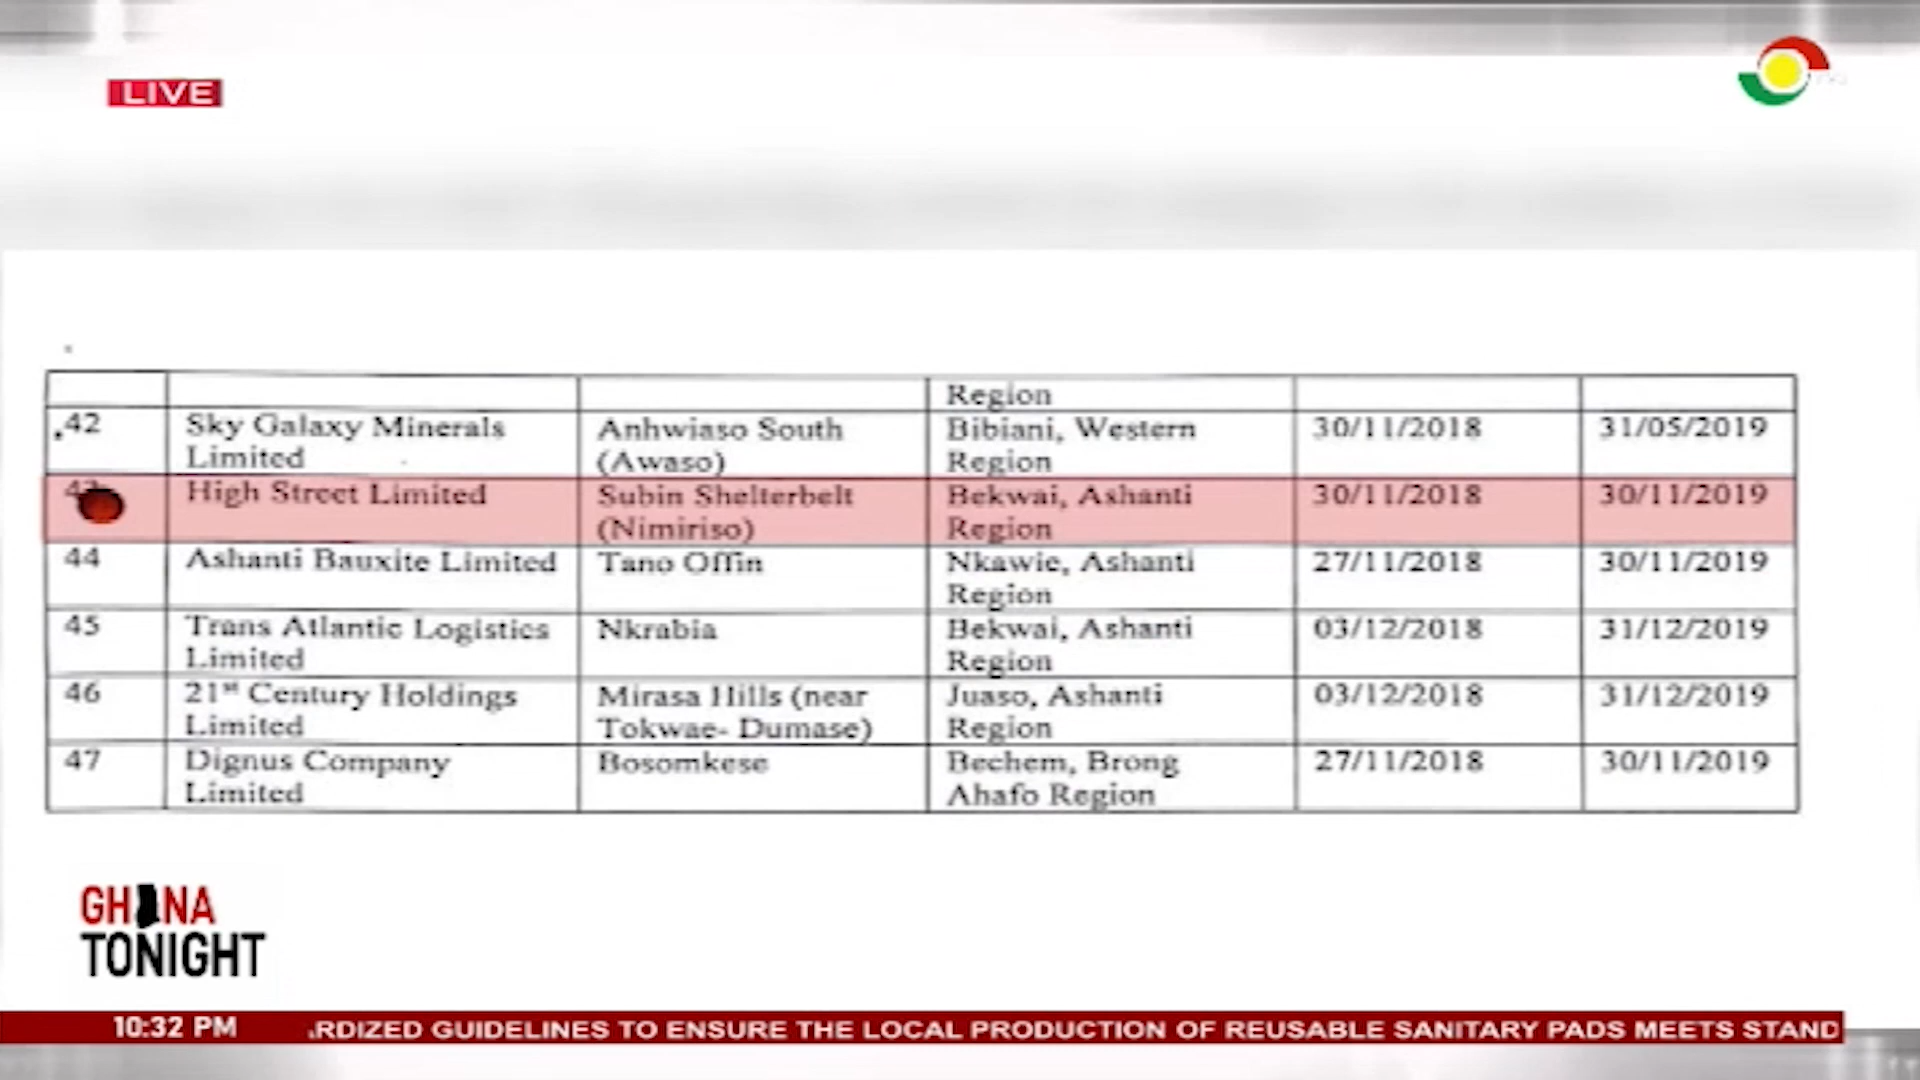 LIVE
Region
42 Sky Galaxy Minerals Anhwiaso South Bibiani, Western 30/11/2018 31/05/2019
Limited (Awaso) Region
High Street Limited Subin Shelterbelt Bekwai, Ashanti 30/11/2018 30/11/2019
(Nimiriso) Region
44 Ashanti Bauxite Limited Tano Offin Nkawie, Ashanti 27/11/2018 30/11/2019
Region
45 Trans Atlantic Logistics Nkrabia Bekwai, Ashanti 03/12/2018 31/12/2019
Limited Region
46 21st Century Holdings Mirasa Hills (near Juaso, Ashanti 03/12/2018 31/12/2019
Limited Tokwae- Dumase) Region
47 Dignus Company Bosomkese Bechem, Brong 27/11/2018 30/11/2019
Limited Ahafo Region
GHANA
TONIGHT
10:32 PM RDIZED GUIDELINES TO ENSURE THE LOCAL PRODUCTION OF REUSABLE SANITARY PADS MEETS STAND